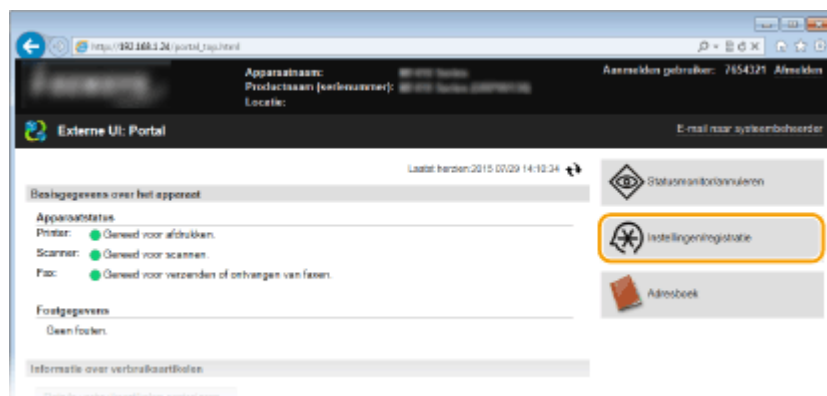 http://192.168.1.24/portal_top.html
Apparaatnaam:
Productnaam (serienummer):
Locatie:
Aanmelden gebruiker: 7654321 Afmelden
Externe UI: Portal
E-mail naar systeembeheerder
Laatst herzien:2015 07/29 14:10:34
Basisgegevens over het apparaat
Apparaatstatus
Printer: Gereed voor afdrukken.
Scanner: Gereed voor scannen.
Fax: Gereed voor verzenden of ontvangen van faxen.
Foutgegevens
Geen fouten.
Informatie over verbruiksartikelen
Statusmonitor/annuleren
Instellingen/registratie
Adresboek